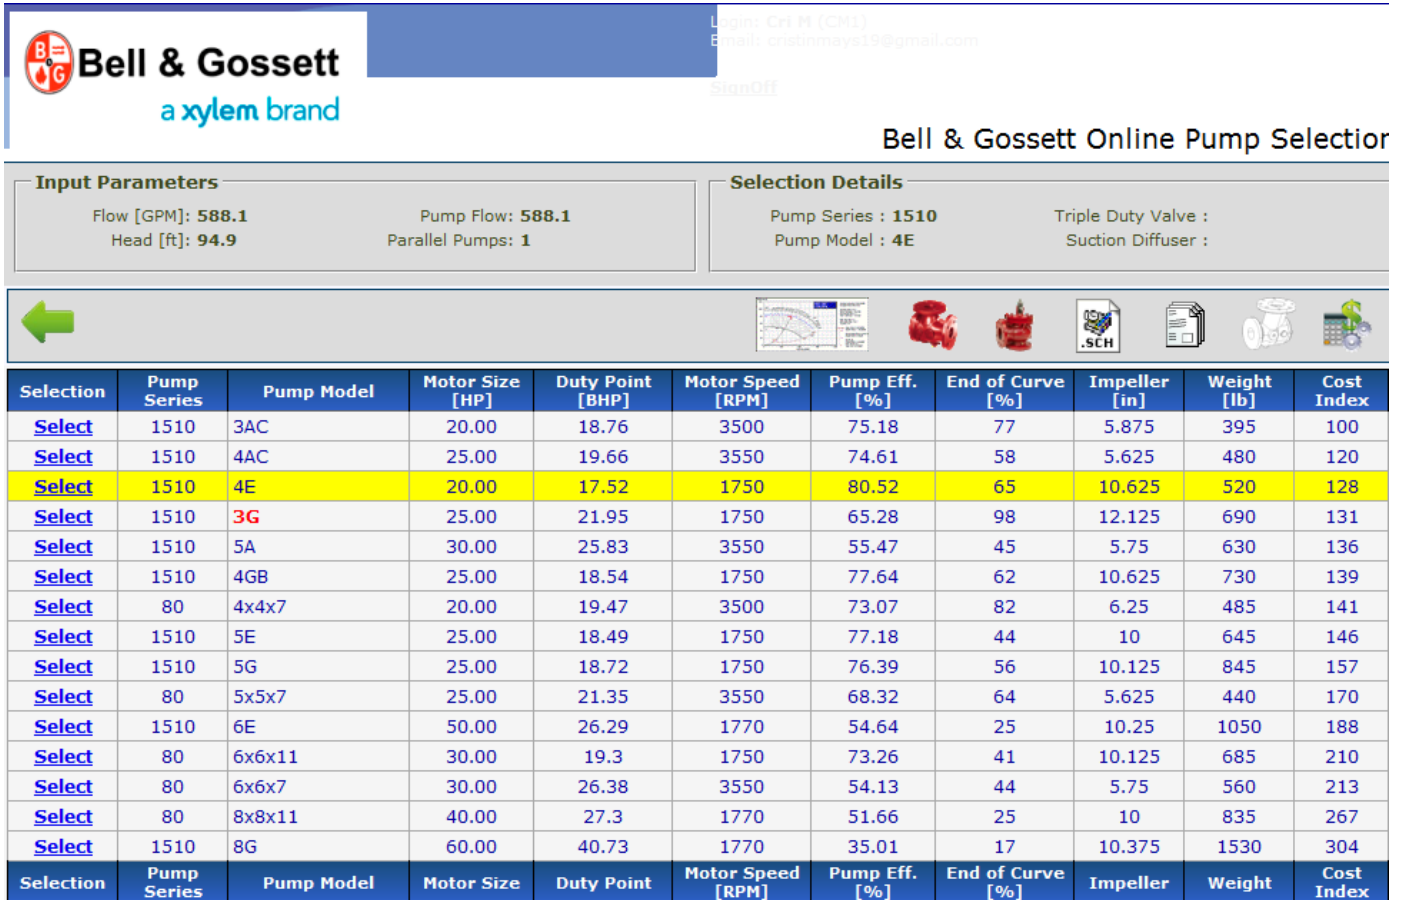 Login: Cri M (CM1)
Email: cristinmays19@gmail.com
SignOff
B G
Bell & Gossett
a xylem brand
Bell & Gossett Online Pump Selection
Input Parameters
Flow [GPM]: 588.1 Pump Flow: 588.1
Head [ft]: 94.9 Parallel Pumps: 1
Selection Details
Pump Series : 1510 Triple Duty Valve :
Pump Model : 4E Suction Diffuser :
.SCH
Selection Pump Series Pump Model Motor Size [HP] Duty Point [BHP] Motor Speed [RPM] Pump Eff. [%] End of Curve [%] Impeller [in] Weight [lb] Cost Index
Select 1510 3AC 20.00 18.76 3500 75.18 77 5.875 395 100
Select 1510 4AC 25.00 19.66 3550 74.61 58 5.625 480 120
Select 1510 4E 20.00 17.52 1750 80.52 65 10.625 520 128
Select 1510 3G 25.00 21.95 1750 65.28 98 12.125 690 131
Select 1510 5A 30.00 25.83 3550 55.47 45 5.75 630 136
Select 1510 4GB 25.00 18.54 1750 77.64 62 10.625 730 139
Select 80 4x4x7 20.00 19.47 3500 73.07 82 6.25 485 141
Select 1510 5E 25.00 18.49 1750 77.18 44 10 645 146
Select 1510 5G 25.00 18.72 1750 76.39 56 10.125 845 157
Select 80 5x5x7 25.00 21.35 3550 68.32 64 5.625 440 170
Select 1510 6E 50.00 26.29 1770 54.64 25 10.25 1050 188
Select 80 6x6x11 30.00 19.3 1750 73.26 41 10.125 685 210
Select 80 6x6x7 30.00 26.38 3550 54.13 44 5.75 560 213
Select 80 8x8x11 40.00 27.3 1770 51.66 25 10 835 267
Select 1510 8G 60.00 40.73 1770 35.01 17 10.375 1530 304
Selection Pump Series Pump Model Motor Size Duty Point Motor Speed [RPM] Pump Eff. [%] End of Curve [%] Impeller Weight Cost Index